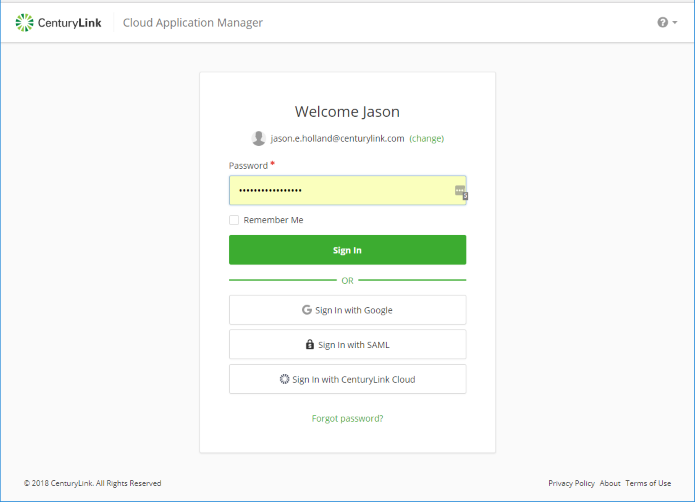 CenturyLink Cloud Application Manager
Welcome Jason
jason.e.holland@centurylink.com (change)
Password *
••••••••••••••••
Remember Me
Sign In
OR
Sign In with Google
Sign In with SAML
Sign In with CenturyLink Cloud
Forgot password?
© 2018 CenturyLink. All Rights Reserved Privacy Policy About Terms of Use